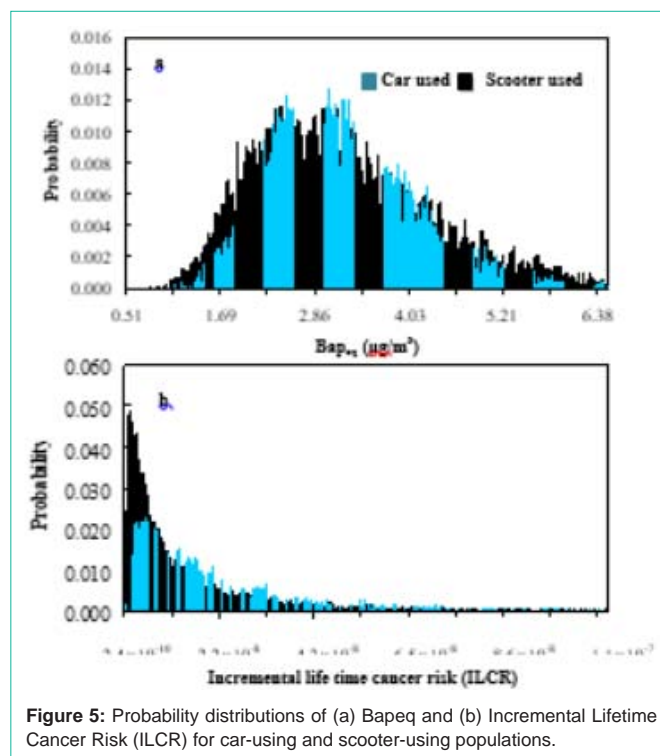 0.016
a
0.014
Car used Scooter used
0.012
0.010
0.008
0.006
0.004
0.002
0.000
Probability
0.51 1.69 2.86 4.03 5.21 6.38
Bapeq (µg/m³)
0.060
b
0.050
0.040
0.030
0.020
0.010
0.000
Probability
Incremental life time cancer risk (ILCR)
Figure 5: Probability distributions of (a) Bapeq and (b) Incremental Lifetime
Cancer Risk (ILCR) for car-using and scooter-using populations.